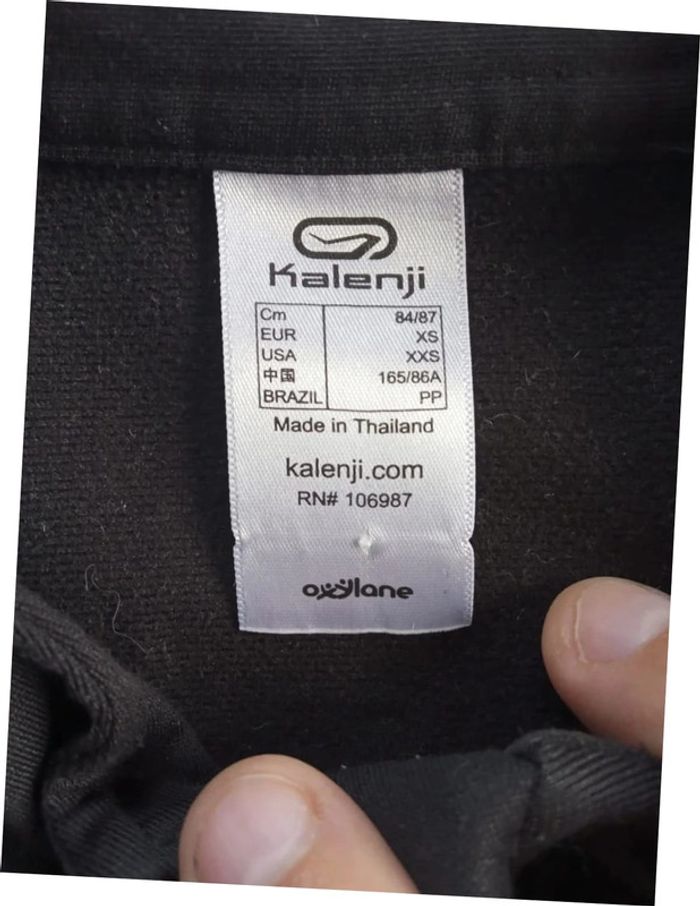 Kalenji
Cm 84/87
EUR XS
USA XXS
中国 165/86A
BRAZIL PP
Made in Thailand
kalenji.com
RN# 106987
oxylane